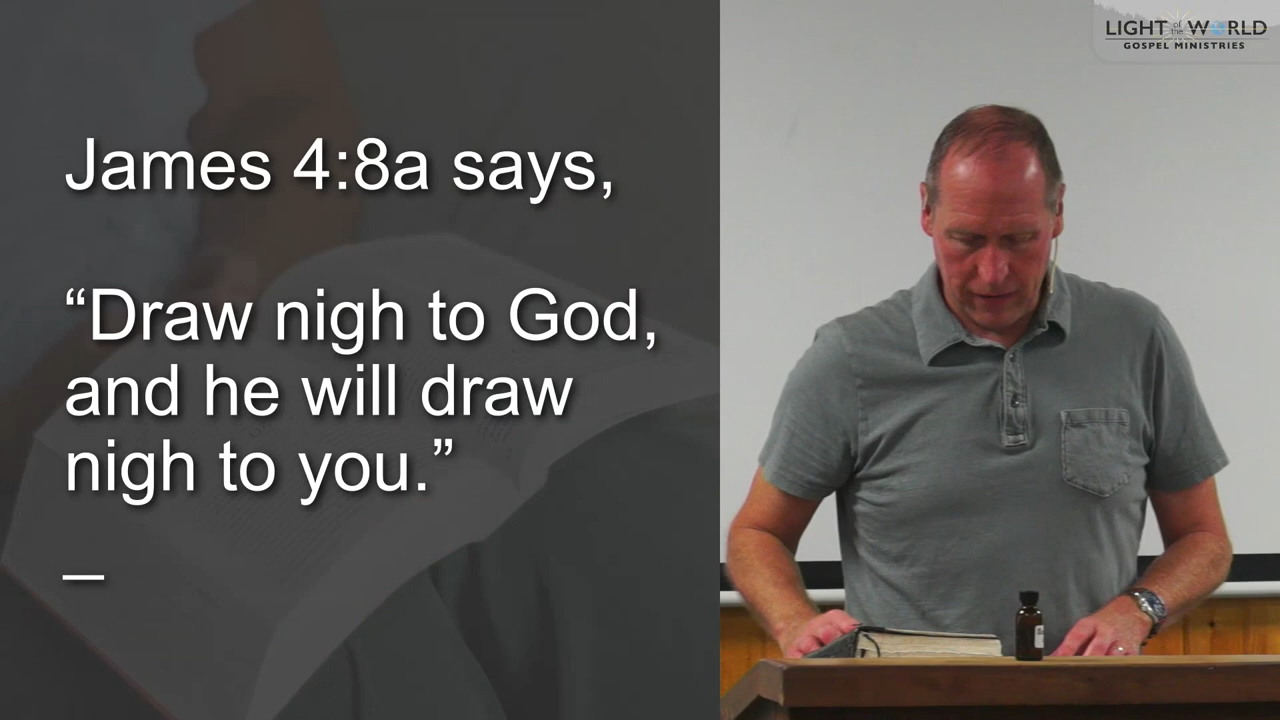 James 4:8a says,
“Draw nigh to God,
and he will draw
nigh to you.”
_
LIGHT of the WORLD
GOSPEL MINISTRIES